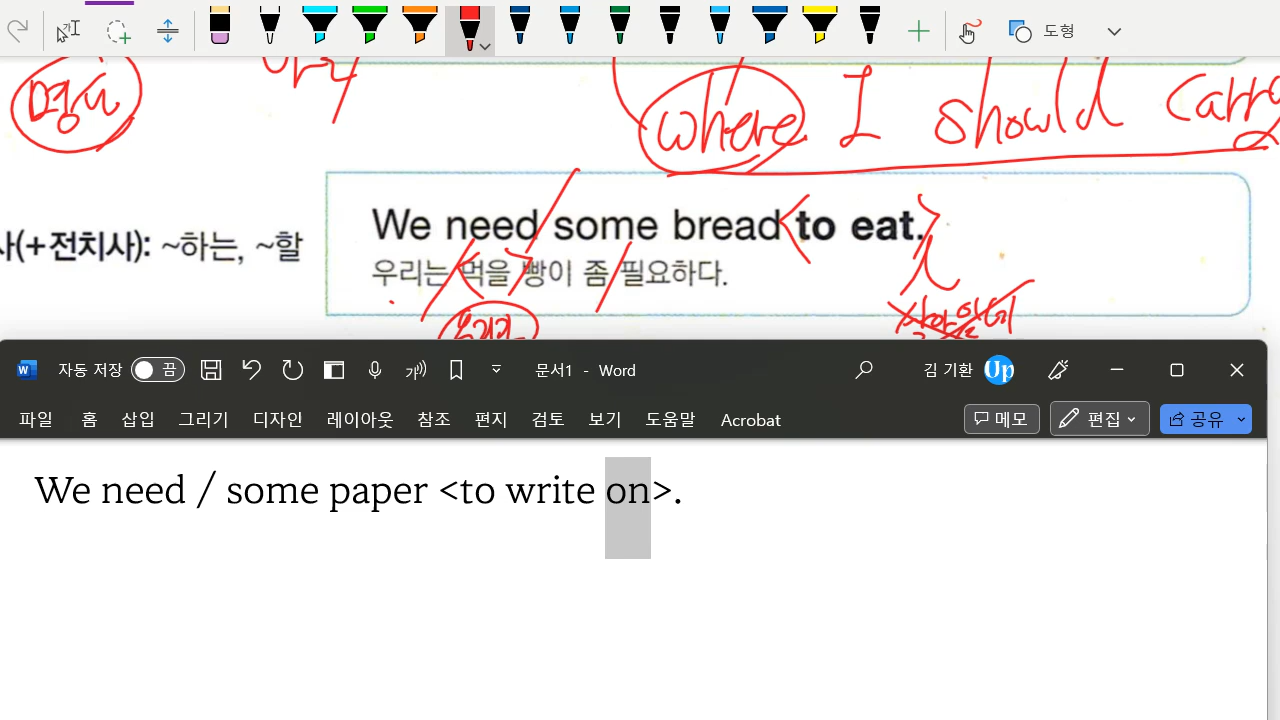 도형
명사
where I should carry
We need some bread to eat.
사(+전치사): ~하는, ~할
우리는 먹을 빵이 좀 필요하다.
자동 저장 끔 가)) 문서1 - Word 김 기환 Up
파일 홈 삽입 그리기 디자인 레이아웃 참조 편지 검토 보기 도움말 Acrobat 메모 편집 공유
We need / some paper <to write on>.